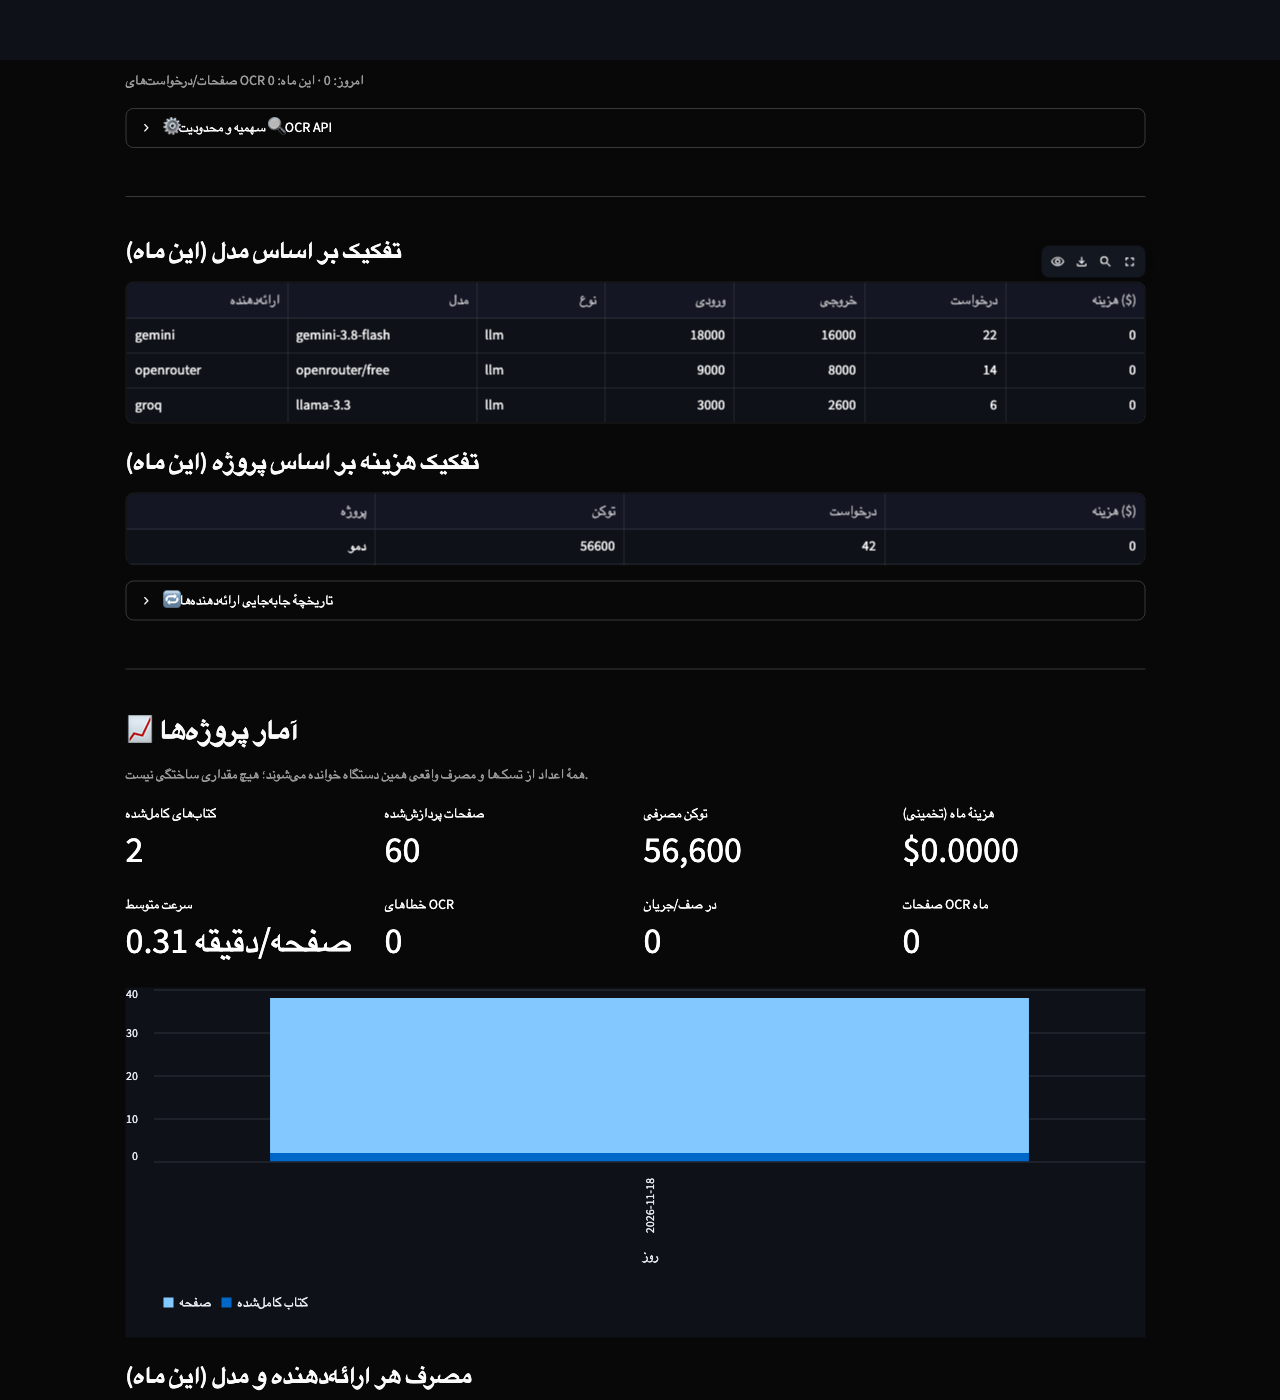 امروز: 0 · این ماه: 0 OCR صفحات/درخواست‌های
⚙️ سهمیه و محدودیت 🔍 OCR API
تفکیک بر اساس مدل (این ماه)
ارائه‌دهنده مدل نوع ورودی خروجی درخواست هزینه ($)
gemini gemini-3.8-flash llm 18000 16000 22 0
openrouter openrouter/free llm 9000 8000 14 0
groq llama-3.3 llm 3000 2600 6 0
تفکیک هزینه بر اساس پروژه (این ماه)
پروژه توکن درخواست هزینه ($)
دمو 56600 42 0
🔁 تاریخچهٔ جابه‌جایی ارائه‌دهنده‌ها
📈 آمار پروژه‌ها
همهٔ اعداد از تسک‌ها و مصرف واقعی همین دستگاه خوانده می‌شوند؛ هیچ مقداری ساختگی نیست.
کتاب‌های کامل‌شده صفحات پردازش‌شده توکن مصرفی هزینهٔ ماه (تخمینی)
2 60 56,600 $0.0000
سرعت متوسط خطاهای OCR در صف/جریان صفحات OCR ماه
0.31 صفحه/دقیقه 0 0 0
40
30
20
10
0
2026-11-18
روز
صفحه کتاب کامل‌شده
مصرف هر ارائه‌دهنده و مدل (این ماه)